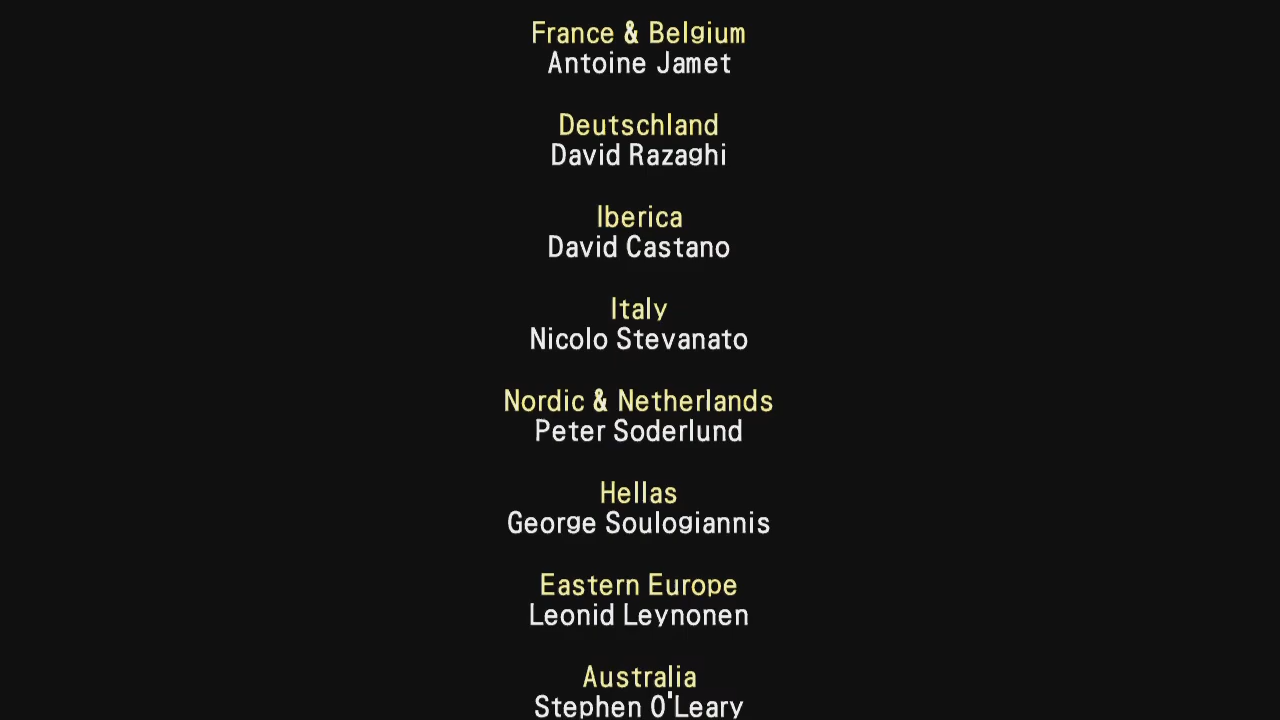 France & Belgium
Antoine Jamet
Deutschland
David Razaghi
Iberica
David Castano
Italy
Nicolo Stevanato
Nordic & Netherlands
Peter Soderlund
Hellas
George Soulogiannis
Eastern Europe
Leonid Leynonen
Australia
Stephen O'Leary